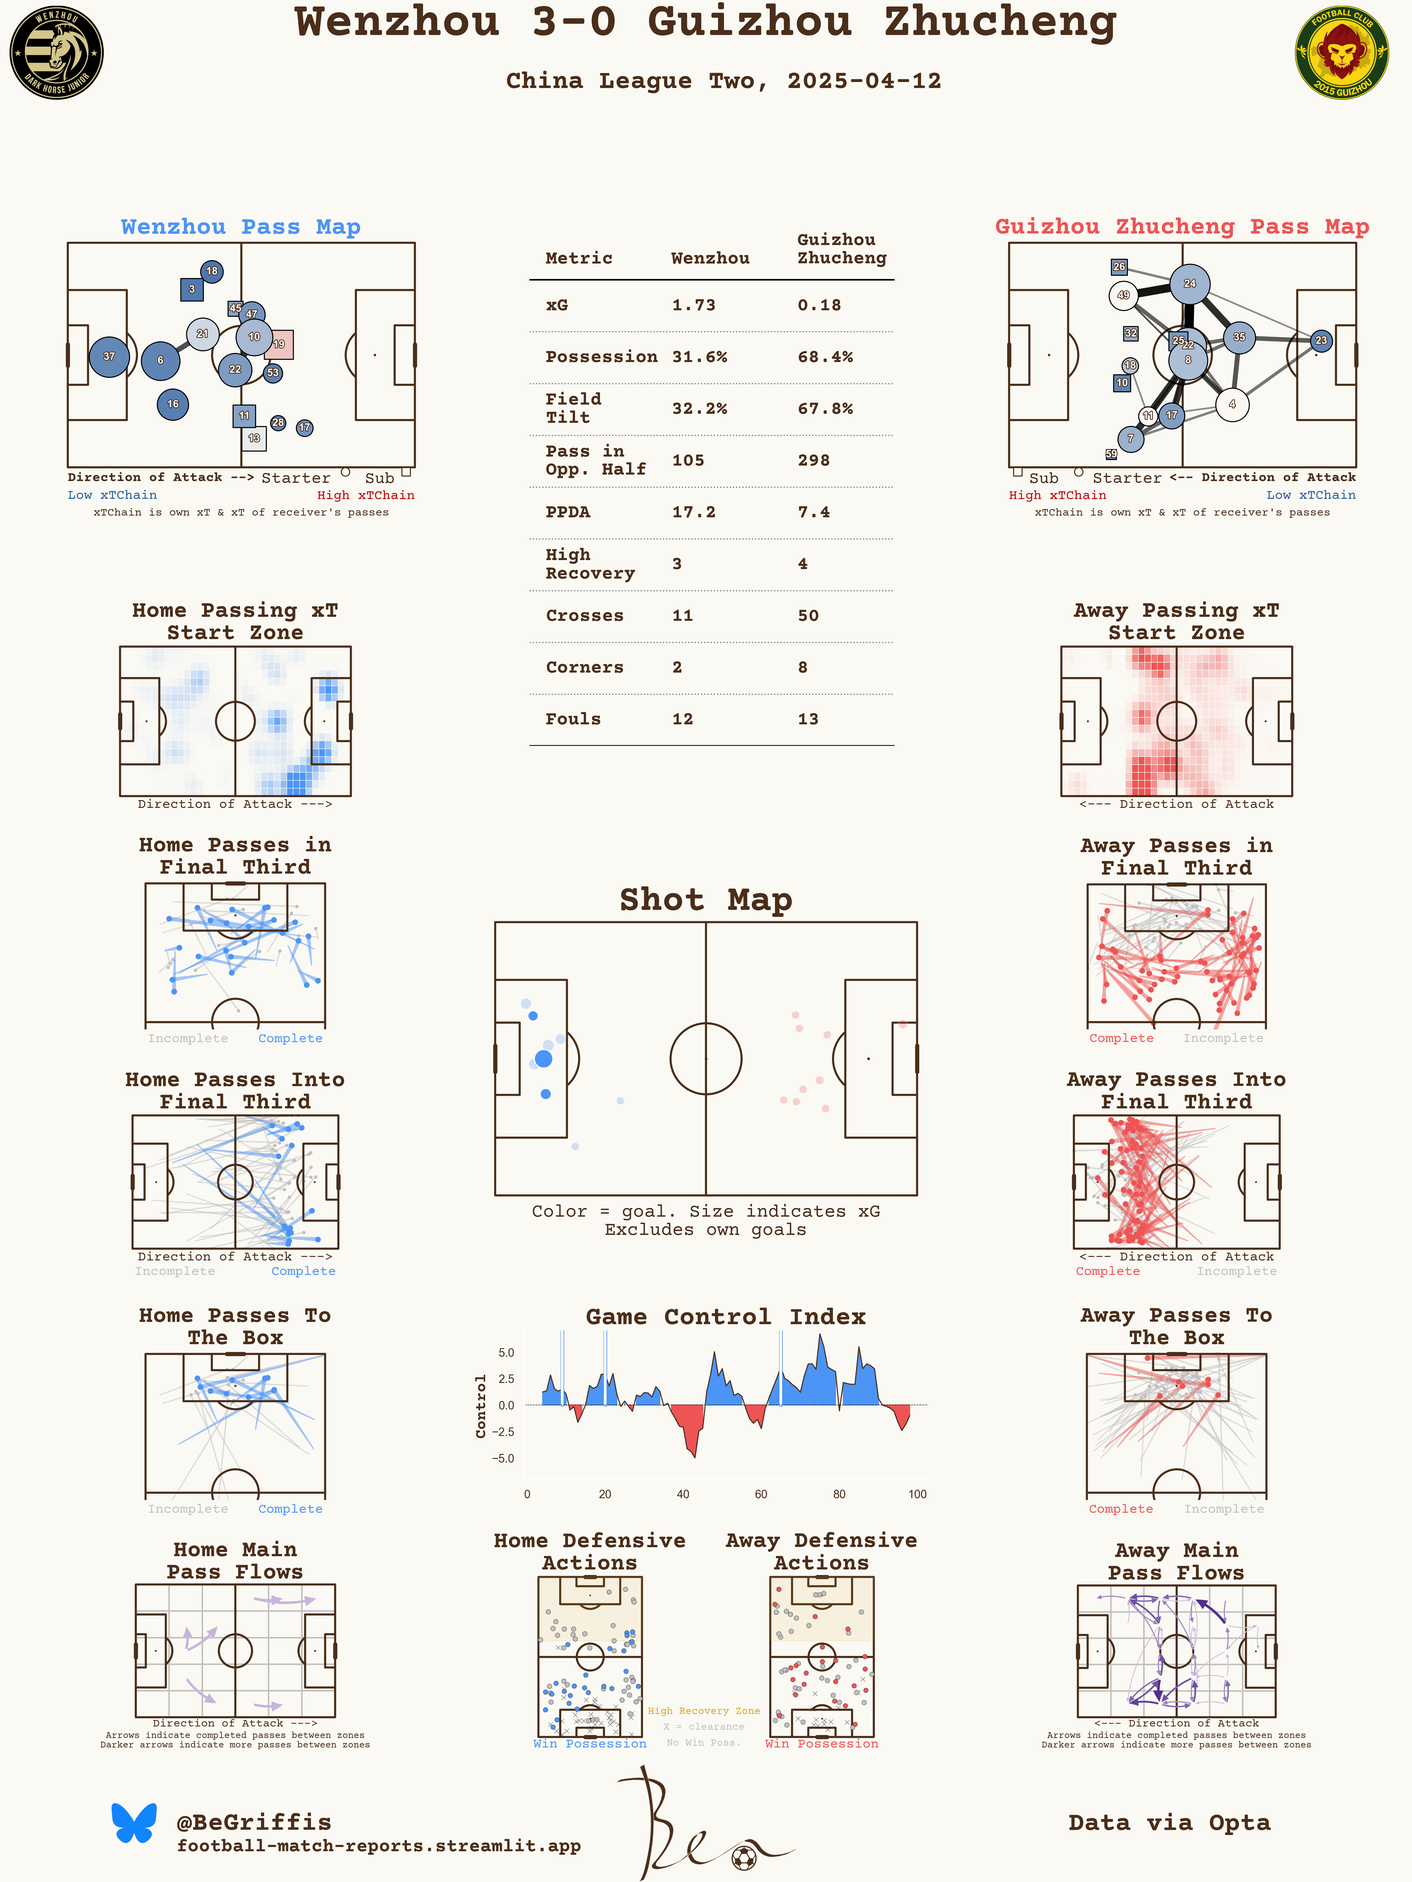 Wenzhou 3-0 Guizhou Zhucheng
China League Two, 2025-04-12
WENZHOU
DARK HORSE JUNIOR
FOOTBALL CLUB
2015 GUIZHOU
Wenzhou Pass Map
18
3
45
47
21
10
19
37
6
22
53
16
11
28
17
13
Direction of Attack --> Starter Sub
Low xTChain High xTChain
xTChain is own xT & xT of receiver's passes
Metric Wenzhou Guizhou Zhucheng
xG 1.73 0.18
Possession 31.6% 68.4%
Field Tilt 32.2% 67.8%
Pass in Opp. Half 105 298
PPDA 17.2 7.4
High Recovery 3 4
Crosses 11 50
Corners 2 8
Fouls 12 13
Guizhou Zhucheng Pass Map
26
24
49
32
25
22
35
23
8
18
10
4
11
17
7
59
Sub Starter <-- Direction of Attack
High xTChain Low xTChain
xTChain is own xT & xT of receiver's passes
Home Passing xT
Start Zone
Direction of Attack --->
Away Passing xT
Start Zone
<--- Direction of Attack
Home Passes in
Final Third
Incomplete Complete
Away Passes in
Final Third
Complete Incomplete
Shot Map
Color = goal. Size indicates xG
Excludes own goals
Home Passes Into
Final Third
Direction of Attack --->
Incomplete Complete
Away Passes Into
Final Third
<--- Direction of Attack
Complete Incomplete
Home Passes To
The Box
Incomplete Complete
Game Control Index
Control
5.0
2.5
0.0
−2.5
−5.0
0 20 40 60 80 100
Away Passes To
The Box
Complete Incomplete
Home Main
Pass Flows
Direction of Attack --->
Arrows indicate completed passes between zones
Darker arrows indicate more passes between zones
Home Defensive
Actions
Win Possession
Away Defensive
Actions
Win Possession
High Recovery Zone
X = clearance
No Win Poss.
Away Main
Pass Flows
<--- Direction of Attack
Arrows indicate completed passes between zones
Darker arrows indicate more passes between zones
@BeGriffis
football-match-reports.streamlit.app
Ben
Data via Opta